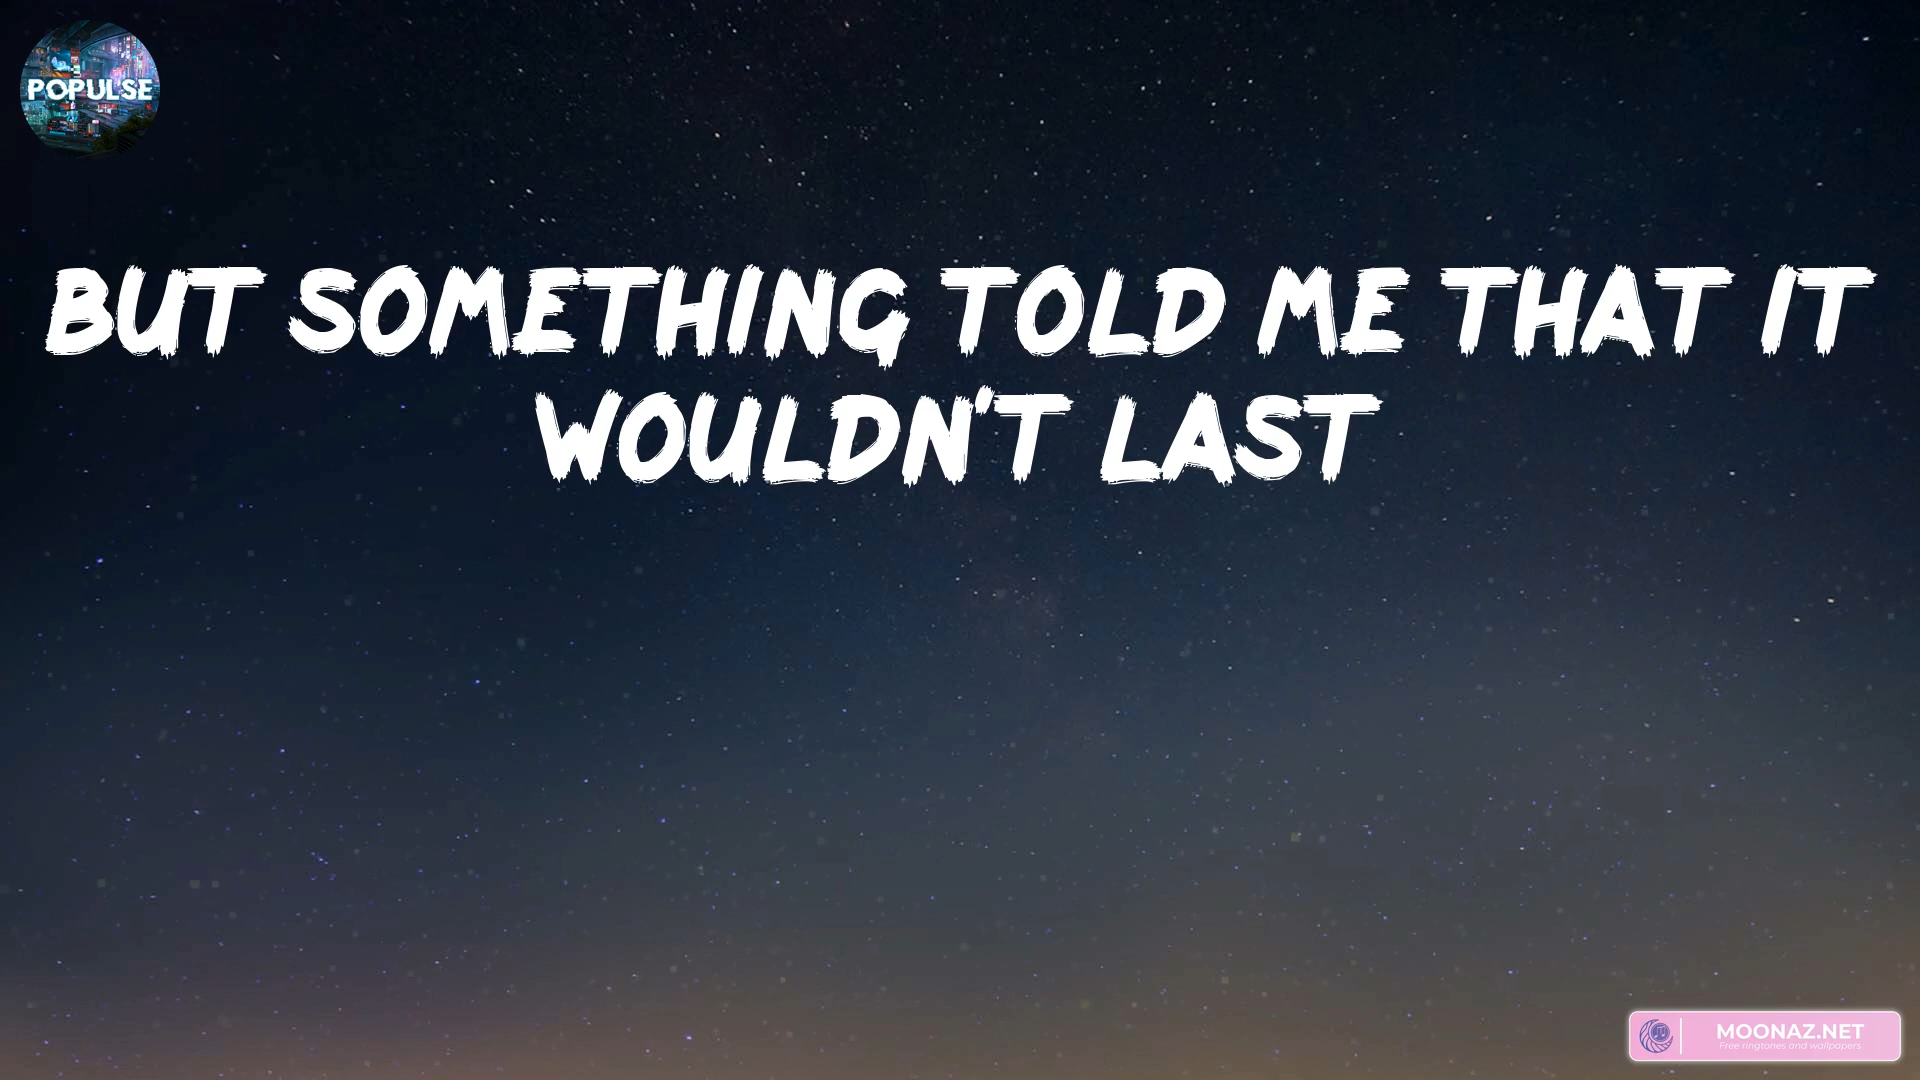 POPULSE
BUT SOMETHING TOLD ME THAT IT
WOULDN'T LAST
MOONAZ.NET
Free ringtones and wallpapers